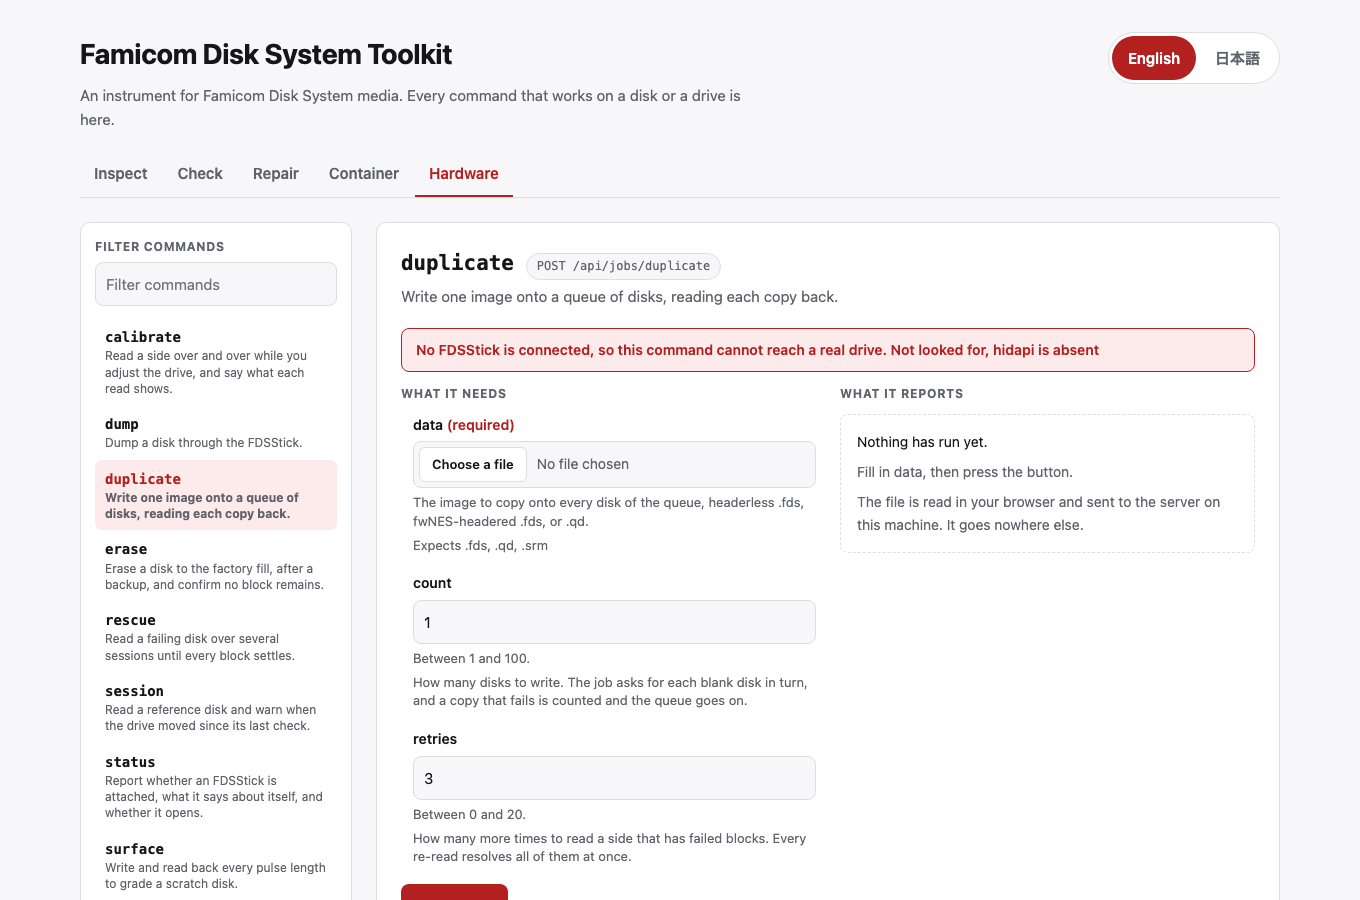 Famicom Disk System Toolkit
An instrument for Famicom Disk System media. Every command that works on a disk or a drive is
here.
English
日本語
Inspect
Check
Repair
Container
Hardware
FILTER COMMANDS
Filter commands
calibrate
Read a side over and over while you
adjust the drive, and say what each
read shows.
dump
Dump a disk through the FDSStick.
duplicate
Write one image onto a queue of
disks, reading each copy back.
erase
Erase a disk to the factory fill, after a
backup, and confirm no block remains.
rescue
Read a failing disk over several
sessions until every block settles.
session
Read a reference disk and warn when
the drive moved since its last check.
status
Report whether an FDSStick is
attached, what it says about itself, and
whether it opens.
surface
Write and read back every pulse length
to grade a scratch disk.
duplicate
POST /api/jobs/duplicate
Write one image onto a queue of disks, reading each copy back.
No FDSStick is connected, so this command cannot reach a real drive. Not looked for, hidapi is absent
WHAT IT NEEDS
data (required)
Choose a file
No file chosen
The image to copy onto every disk of the queue, headerless .fds,
fwNES-headered .fds, or .qd.
Expects .fds, .qd, .srm
count
1
Between 1 and 100.
How many disks to write. The job asks for each blank disk in turn,
and a copy that fails is counted and the queue goes on.
retries
3
Between 0 and 20.
How many more times to read a side that has failed blocks. Every
re-read resolves all of them at once.
WHAT IT REPORTS
Nothing has run yet.
Fill in data, then press the button.
The file is read in your browser and sent to the server on
this machine. It goes nowhere else.